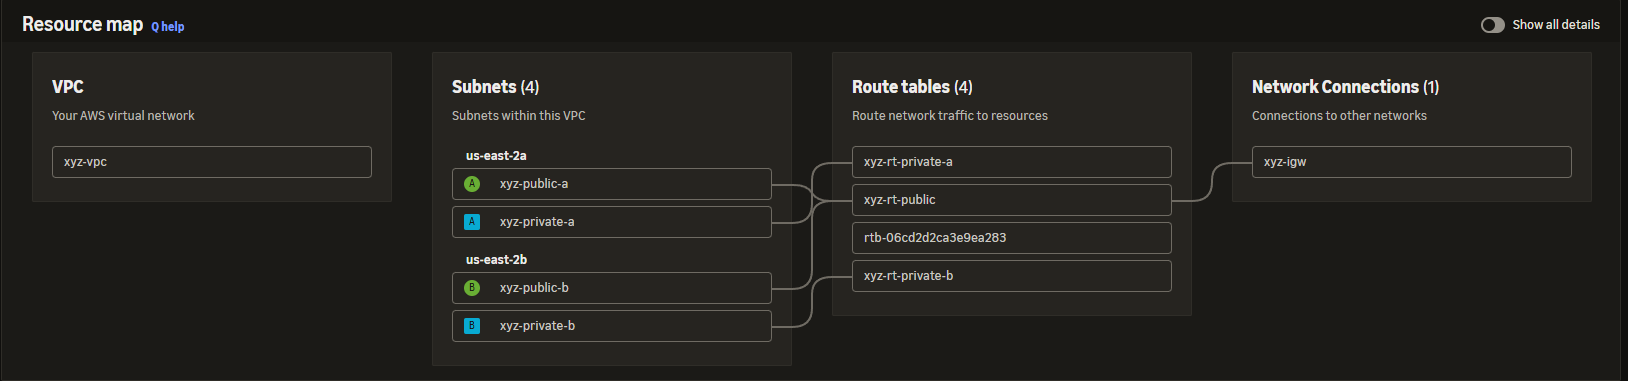 Resource map Q help
Show all details
VPC
Your AWS virtual network
xyz-vpc
Subnets (4)
Subnets within this VPC
us-east-2a
A xyz-public-a
A xyz-private-a
us-east-2b
B xyz-public-b
B xyz-private-b
Route tables (4)
Route network traffic to resources
xyz-rt-private-a
xyz-rt-public
rtb-06cd2d2ca3e9ea283
xyz-rt-private-b
Network Connections (1)
Connections to other networks
xyz-igw